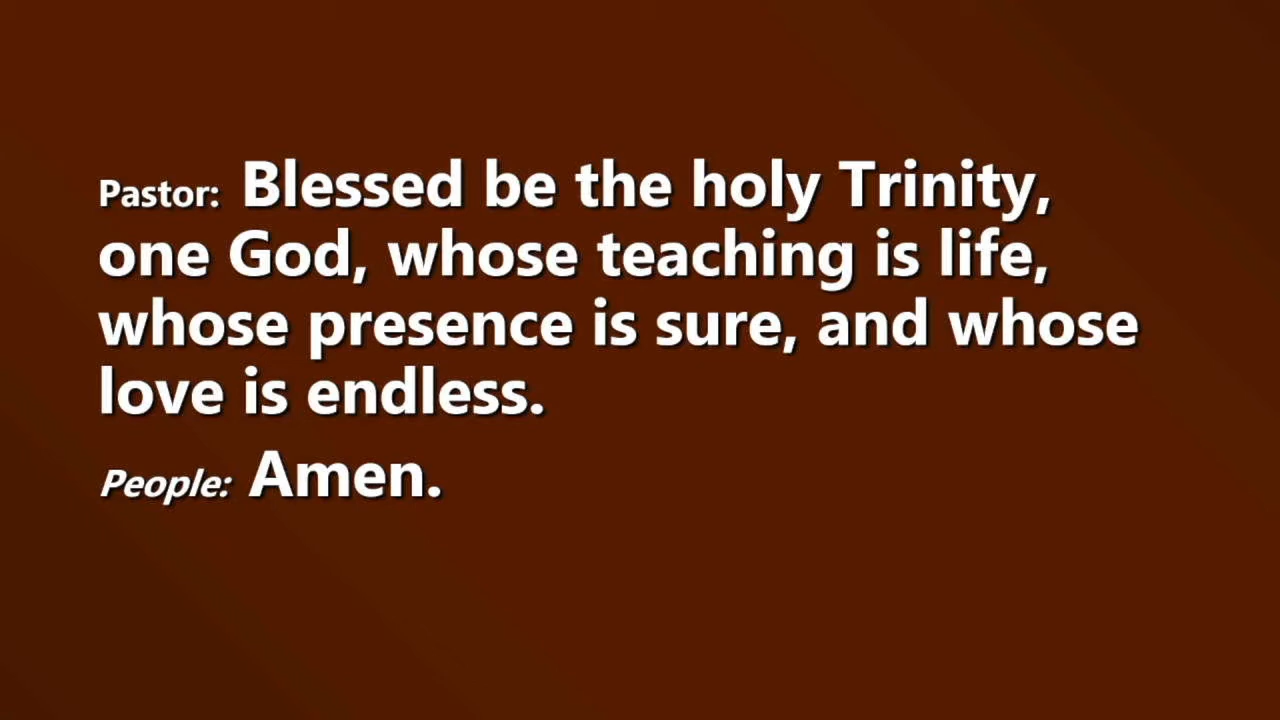 Pastor: Blessed be the holy Trinity,
one God, whose teaching is life,
whose presence is sure, and whose
love is endless.
People: Amen.